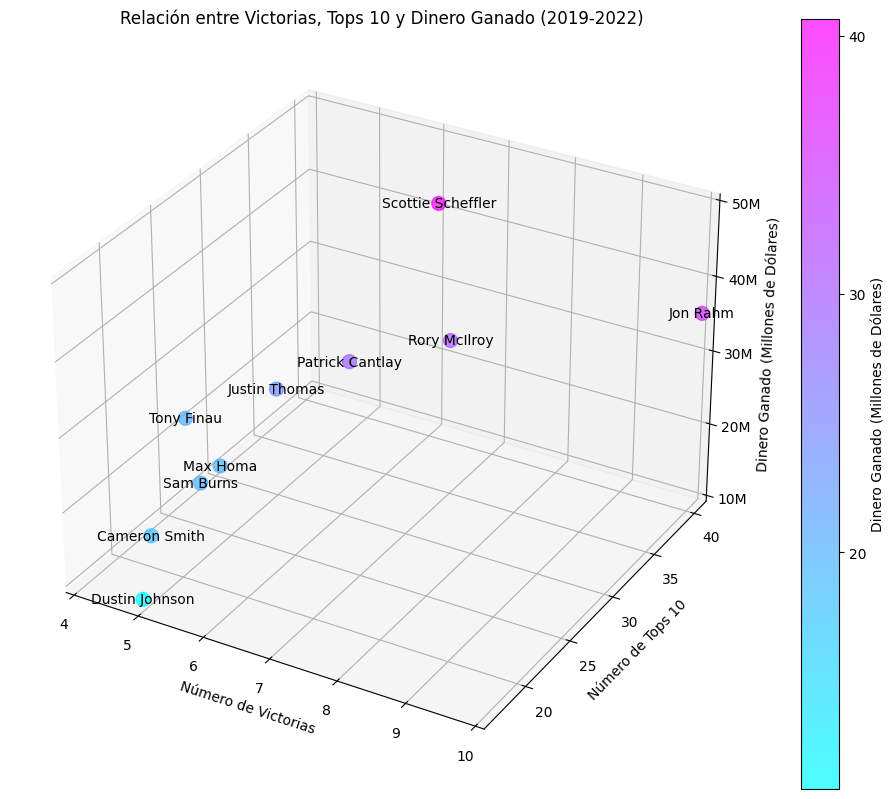 Relación entre Victorias, Tops 10 y Dinero Ganado (2019-2022)
Scottie Scheffler
Jon Rahm
Rory McIlroy
Patrick Cantlay
Justin Thomas
Tony Finau
Max Homa
Sam Burns
Cameron Smith
Dustin Johnson
4
5
6
7
8
9
10
Número de Victorias
20
25
30
35
40
Número de Tops 10
50M
40M
30M
20M
10M
Dinero Ganado (Millones de Dólares)
40
30
20
Dinero Ganado (Millones de Dólares)